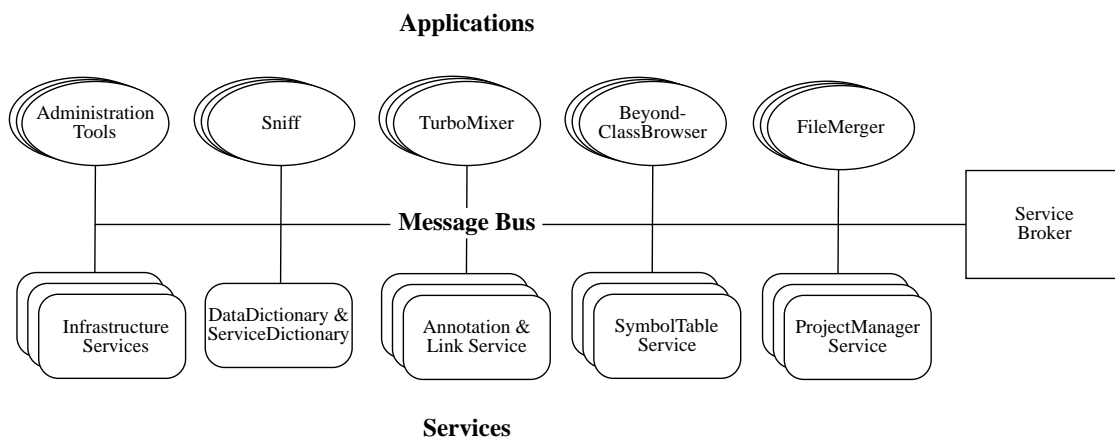 Applications
Administration
Tools
Sniff
TurboMixer
Beyond-
ClassBrowser
FileMerger
Message Bus
Service
Broker
Infrastructure
Services
DataDictionary &
ServiceDictionary
Annotation &
Link Service
SymbolTable
Service
ProjectManager
Service
Services